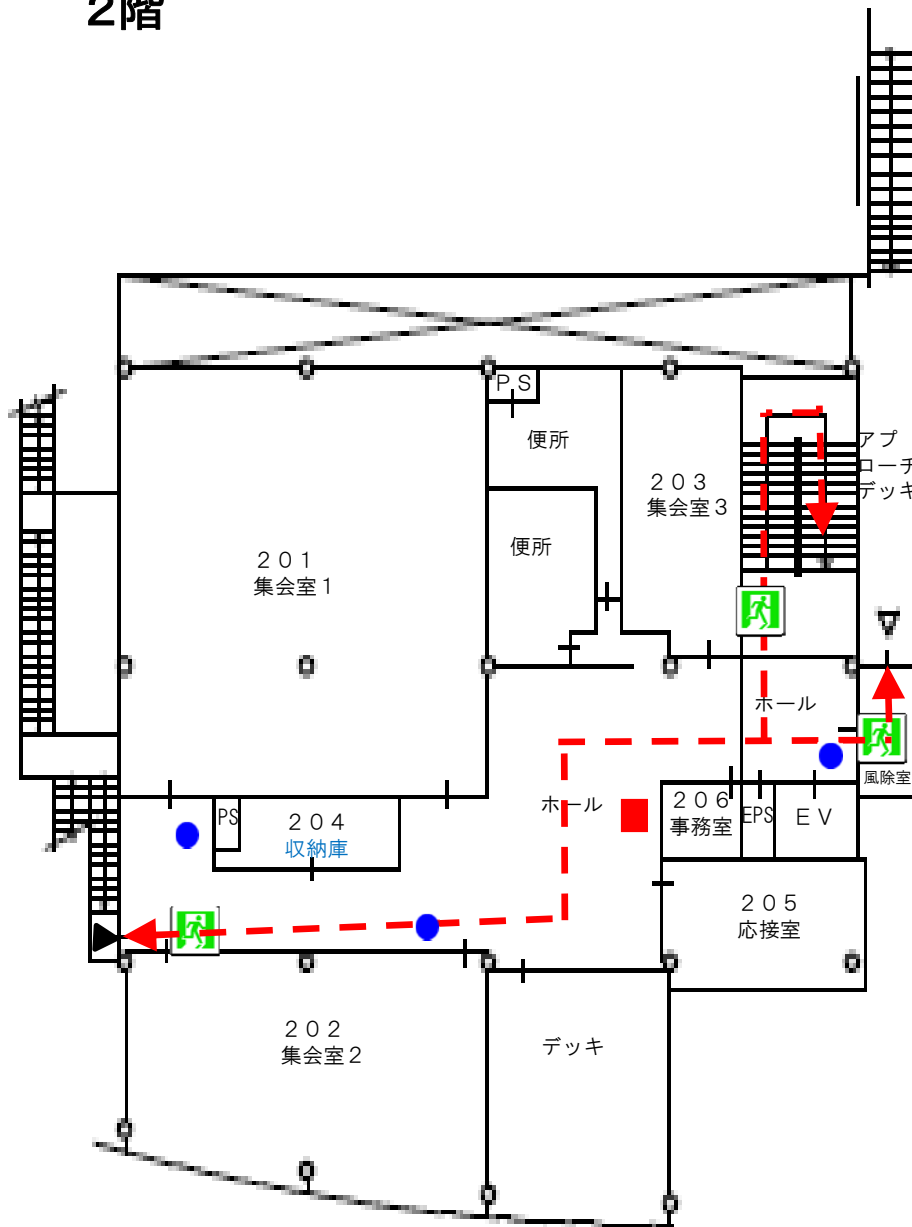 2階
ＰＳ
便所
アプ
ローチ
デッキ
２０３
集会室３
便所
２０１
集会室１
ホール
風除室
ホール
２０６
事務室
EPS
ＥＶ
PS
２０４
収納庫
２０５
応接室
２０２
集会室２
デッキ